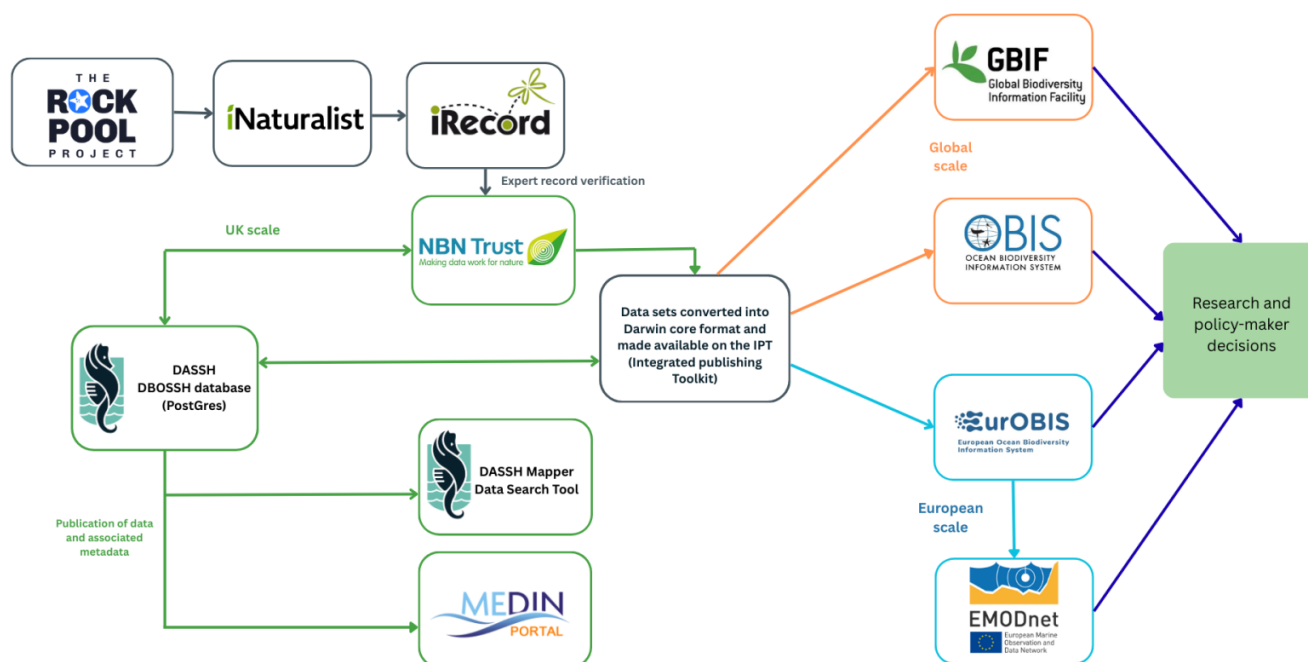 THE
ROCK
POOL
PROJECT
iNaturalist
iRecord
Expert record verification
UK scale
NBN Trust
Making data work for nature
Data sets converted into
Darwin core format and
made available on the IPT
(Integrated publishing
Toolkit)
DASSH
DBOSSH database
(PostGres)
DASSH Mapper
Data Search Tool
Publication of data
and associated
metadata
MEDIN
PORTAL
GBIF
Global Biodiversity
Information Facility
Global
scale
OBIS
OCEAN BIODIVERSITY
INFORMATION SYSTEM
EurOBIS
European Ocean Biodiversity
Information System
European
scale
EMODnet
European Marine
Observation and
Data Network
Research and
policy-maker
decisions